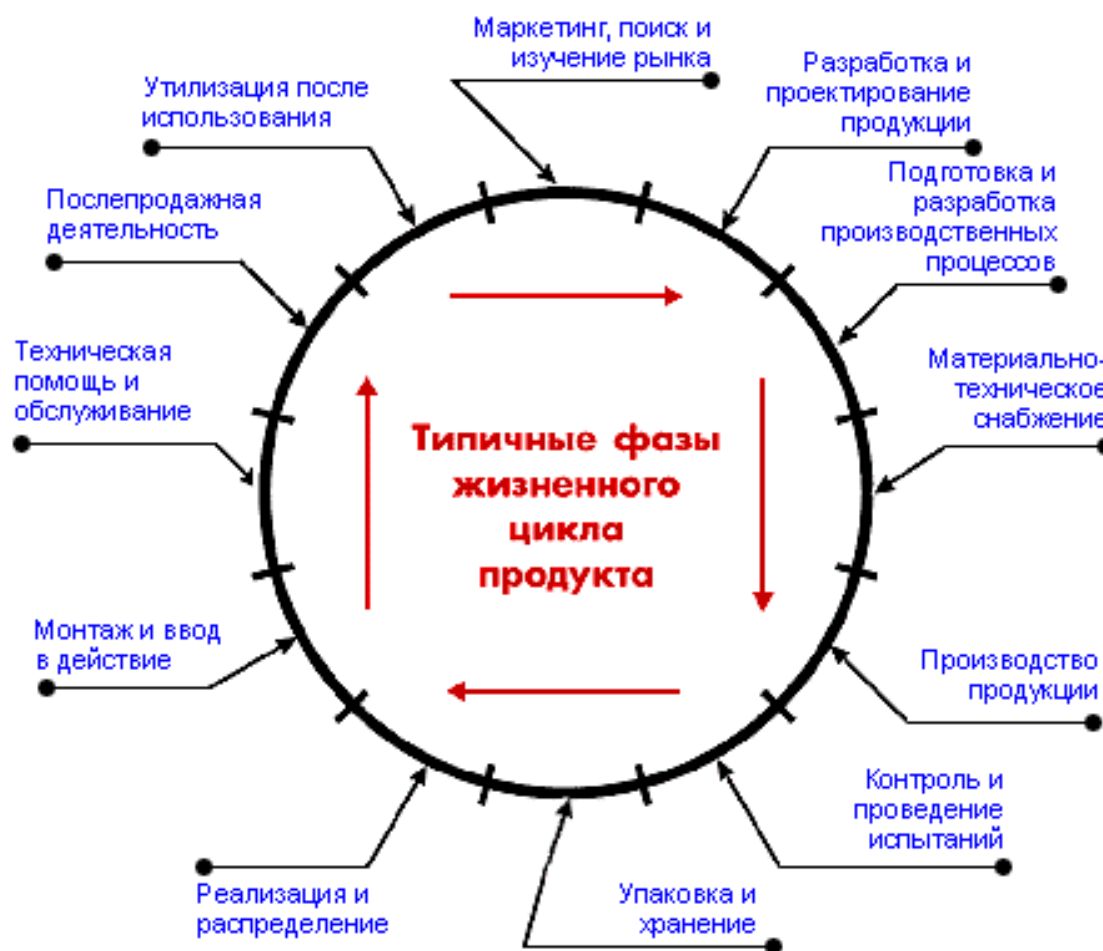 Маркетинг, поиск и
изучение рынка
Разработка и
проектирование
продукции
Подготовка и
разработка
производственных
процессов
Материально-
техническое
снабжение
Производство
продукции
Контроль и
проведение
испытаний
Упаковка и
хранение
Реализация и
распределение
Монтаж и ввод
в действие
Техническая
помощь и
обслуживание
Послепродажная
деятельность
Утилизация после
использования
Типичные фазы
жизненного
цикла
продукта